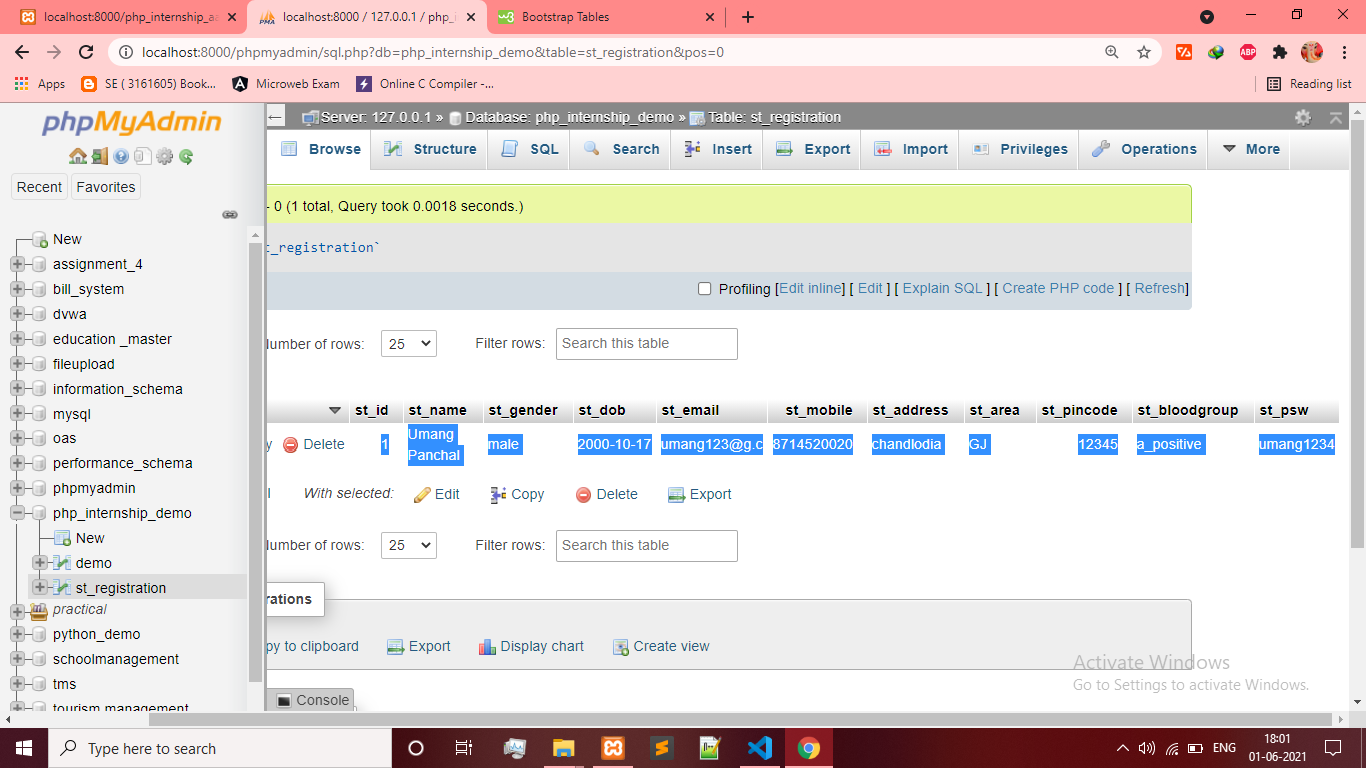 localhost:8000/php_internship_aa
localhost:8000 / 127.0.0.1 / php_i
Bootstrap Tables
localhost:8000/phpmyadmin/sql.php?db=php_internship_demo&table=st_registration&pos=0
ABP
Apps
SE ( 3161605) Book...
Microweb Exam
Online C Compiler -...
Reading list
phpMyAdmin
Recent
Favorites
New
assignment_4
bill_system
dvwa
education _master
fileupload
information_schema
mysql
oas
performance_schema
phpmyadmin
php_internship_demo
New
demo
st_registration
practical
python_demo
schoolmanagement
tms
tourism management
Server: 127.0.0.1 » Database: php_internship_demo » Table: st_registration
Browse Structure SQL Search Insert Export Import Privileges Operations More
- 0 (1 total, Query took 0.0018 seconds.)
t_registration`
Profiling [Edit inline] [ Edit ] [ Explain SQL ] [ Create PHP code ] [ Refresh]
umber of rows: 25 Filter rows: Search this table
st_id st_name st_gender st_dob st_email st_mobile st_address st_area st_pincode st_bloodgroup st_psw
y Delete 1 Umang Panchal male 2000-10-17 umang123@g.c 8714520020 chandlodia GJ 12345 a_positive umang1234
l With selected: Edit Copy Delete Export
umber of rows: 25 Filter rows: Search this table
rations
py to clipboard Export Display chart Create view
Console
Activate Windows
Go to Settings to activate Windows.
Type here to search
ENG
18:01
01-06-2021